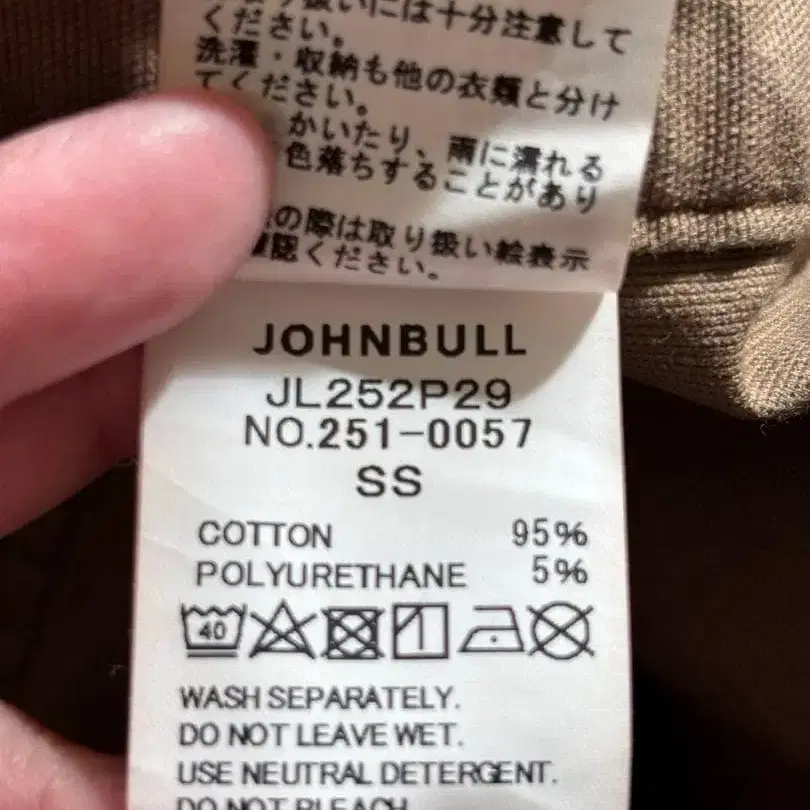 扱いには十分注意して
ください。
洗濯・収納も他の衣類と分け
てください。
かいたり、雨に濡れる
色落ちすることがあり
の際は取り扱い絵表示
認ください。
JOHNBULL
JL252P29
NO.251-0057
SS
COTTON 95%
POLYURETHANE 5%
40
WASH SEPARATELY.
DO NOT LEAVE WET.
USE NEUTRAL DETERGENT.
DO NOT BLEACH